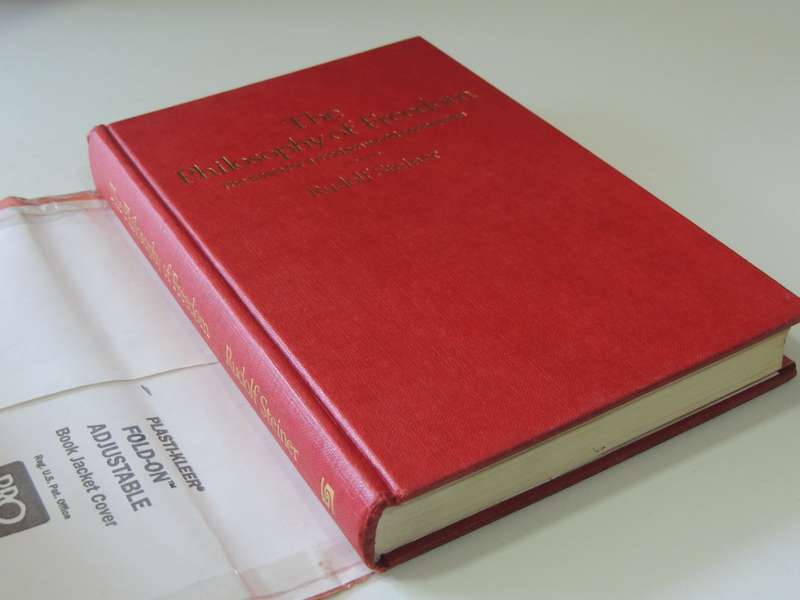 The
Philosophy of Freedom
Rudolf Steiner
The Philosophy of Freedom Rudolf Steiner
PLASTI-KLEER®
FOLD-ON™
ADJUSTABLE
Book Jacket Cover
Reg. U.S. Pat. Office